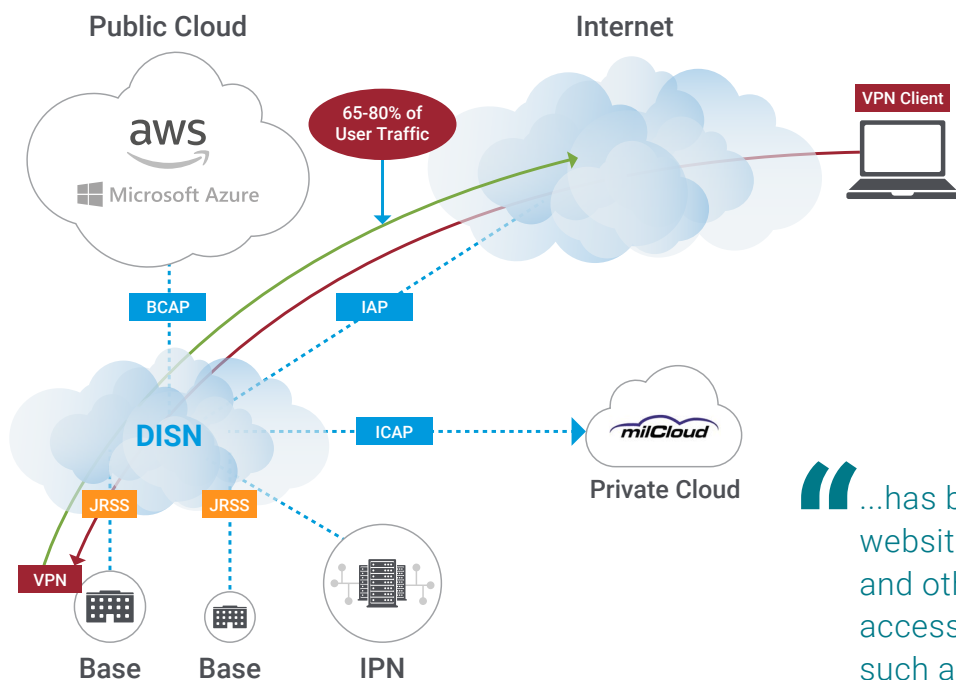 Public Cloud
Internet
aws
Microsoft Azure
65-80% of
User Traffic
VPN Client
BCAP
IAP
DISN
ICAP
milCloud
Private Cloud
JRSS
JRSS
VPN
Base
Base
IPN
“...has b
websit
and oth
access
such a